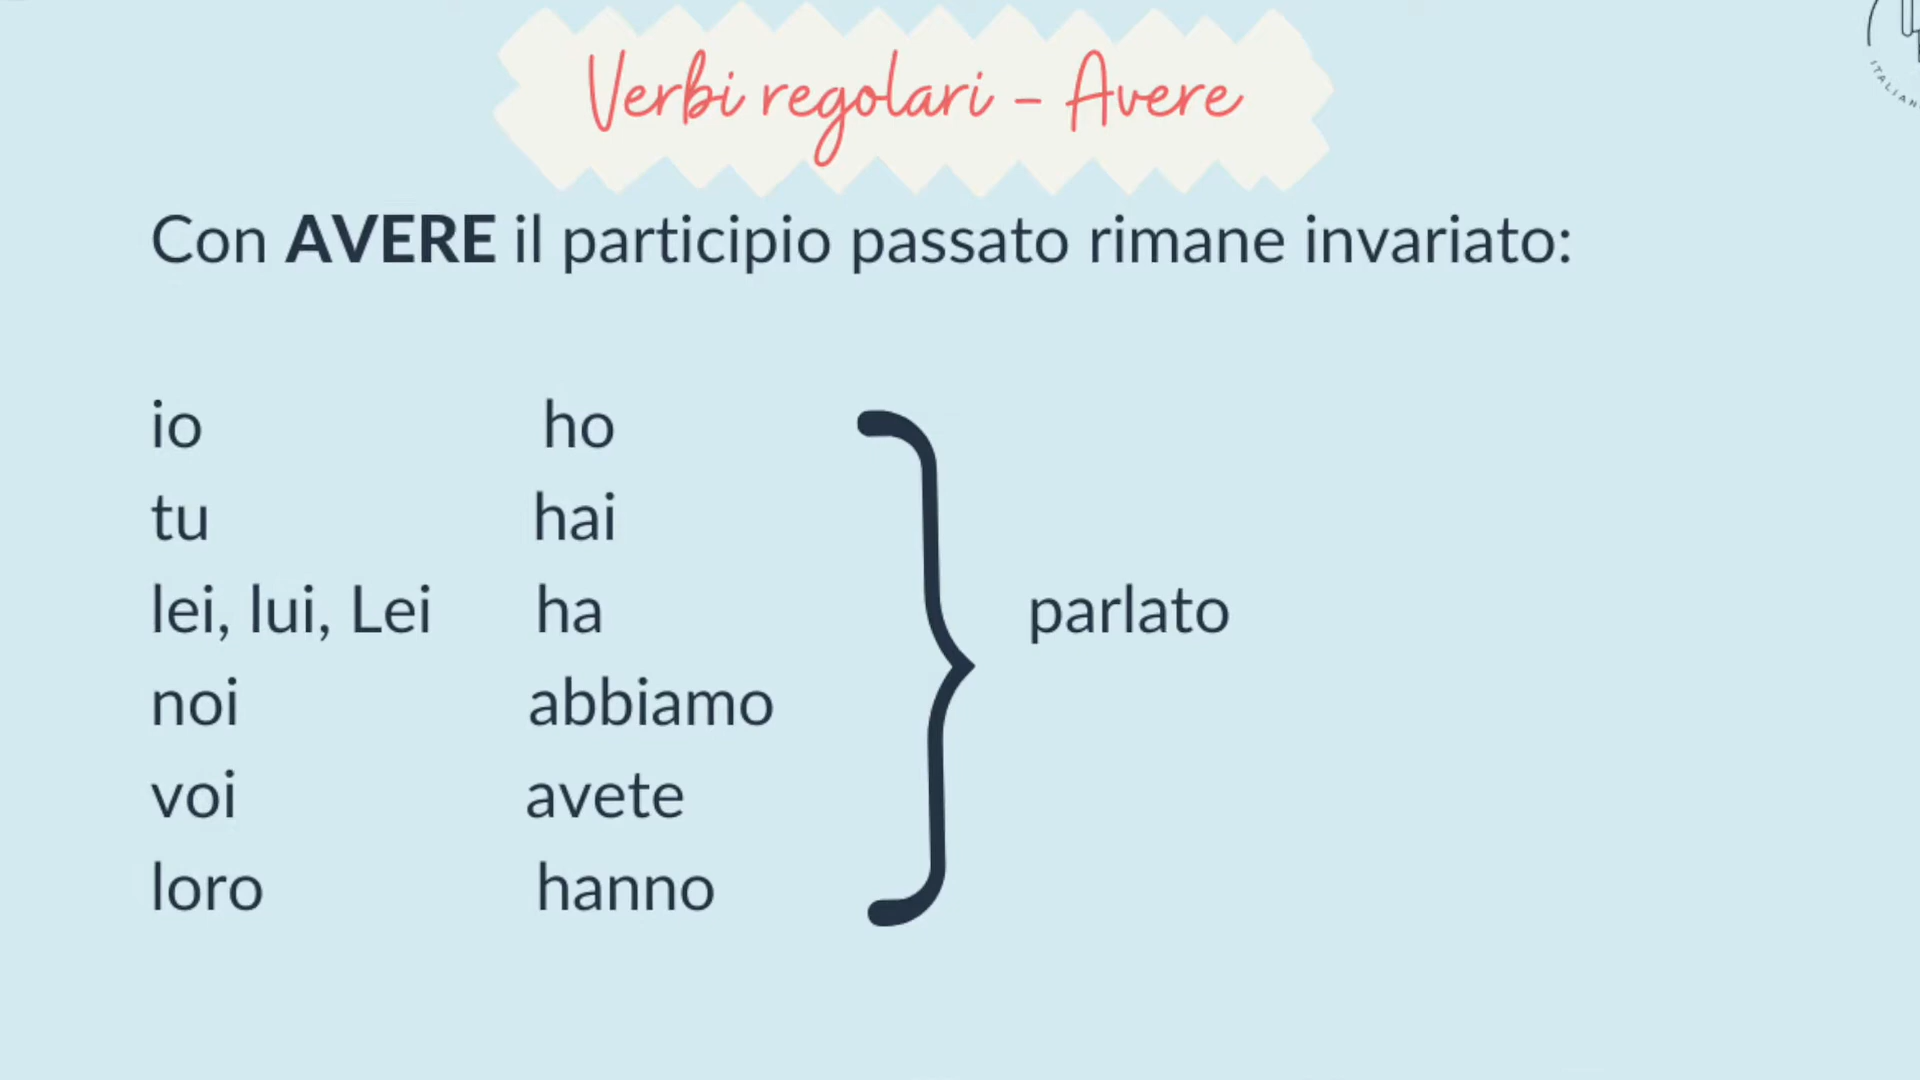 Verbi regolari - Avere
Con AVERE il participio passato rimane invariato:
io ho
tu hai
lei, lui, Lei ha parlato
noi abbiamo
voi avete
loro hanno